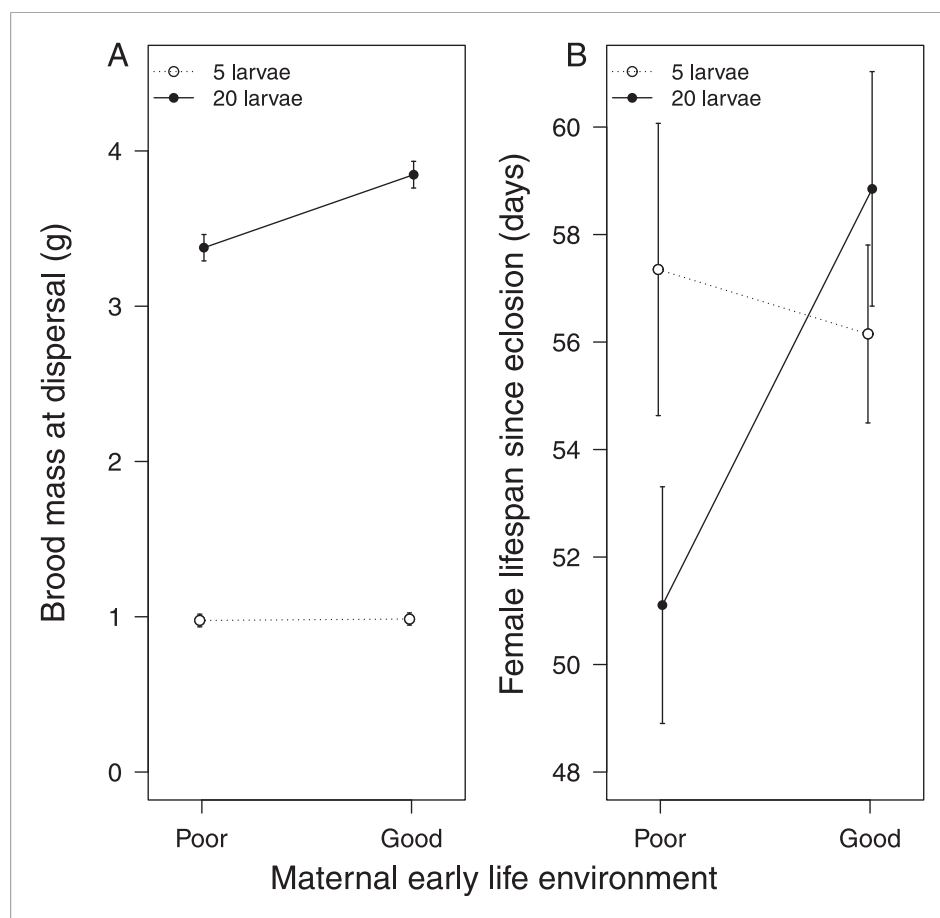 A
5 larvae
20 larvae
Brood mass at dispersal (g)
4
3
2
1
0
Poor
Good
B
5 larvae
20 larvae
Female lifespan since eclosion (days)
60
58
56
54
52
50
48
Poor
Good
Maternal early life environment